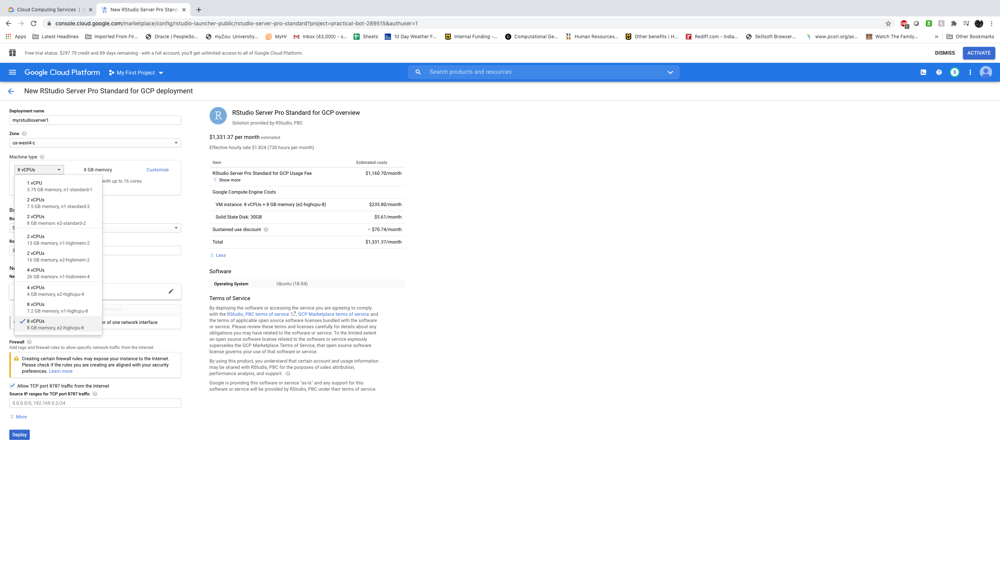 Cloud Computing Services | G
New RStudio Server Pro Stand
console.cloud.google.com/marketplace/config/rstudio-launcher-public/rstudio-server-pro-standard?project=practical-bot-289515&authuser=1
Apps Latest Headlines Imported From Fir... Oracle | PeopleSo... myZou: University... MyHr Inbox (43,000) - s... Sheets 10 Day Weather F... Internal Funding -... Computational Ge... Human Resources... Other benefits | H... Rediff.com - India... Skillsoft Browser... www.pcori.org/as... Watch The Family... » Other Bookmarks
Free trial status: $297.79 credit and 89 days remaining - with a full account, you'll get unlimited access to all of Google Cloud Platform.
DISMISS ACTIVATE
Google Cloud Platform My First Project Search products and resources 3
New RStudio Server Pro Standard for GCP deployment
Deployment name
myrstudioserver1
Zone
us-west4-c
Machine type
8 vCPUs 8 GB memory Customize
with up to 16 cores
1 vCPU
3.75 GB memory, n1-standard-1
2 vCPUs
7.5 GB memory, n1-standard-2
2 vCPUs
8 GB memory, e2-standard-2
2 vCPUs
13 GB memory, n1-highmem-2
2 vCPUs
16 GB memory, e2-highmem-2
4 vCPUs
26 GB memory, n1-highmem-4
4 vCPUs
4 GB memory, e2-highcpu-4
8 vCPUs
7.2 GB memory, n1-highcpu-8
8 vCPUs
8 GB memory, e2-highcpu-8
Bo
Bo
S
Bo
3
Ne
Ne
interface
er of one network interface
Firewall
Add tags and firewall rules to allow specific network traffic from the Internet
Creating certain firewall rules may expose your instance to the Internet.
Please check if the rules you are creating are aligned with your security
preferences. Learn more
Allow TCP port 8787 traffic from the Internet
Source IP ranges for TCP port 8787 traffic
0.0.0.0/0, 192.169.0.2/24
More
Deploy
R
RStudio Server Pro Standard for GCP overview
Solution provided by RStudio, PBC
$1,331.37 per month estimated
Effective hourly rate $1.824 (730 hours per month)
Item Estimated costs
RStudio Server Pro Standard for GCP Usage Fee $1,160.70/month
Show more
Google Compute Engine Costs
VM instance: 8 vCPUs + 8 GB memory (e2-highcpu-8) $235.80/month
Solid State Disk: 30GB $5.61/month
Sustained use discount − $70.74/month
Total $1,331.37/month
Less
Software
Operating System Ubuntu (18.04)
Terms of Service
By deploying the software or accessing the service you are agreeing to comply
with the RStudio, PBC terms of service , GCP Marketplace terms of service and
the terms of applicable open source software licenses bundled with the software
or service. Please review these terms and licenses carefully for details about any
obligations you may have related to the software or service. To the limited extent
an open source software license related to the software or service expressly
supersedes the GCP Marketplace Terms of Service, that open source software
license governs your use of that software or service.
By using this product, you understand that certain account and usage information
may be shared with RStudio, PBC for the purposes of sales attribution,
performance analysis, and support.
Google is providing this software or service "as-is" and any support for this
software or service will be provided by RStudio, PBC under their terms of service.